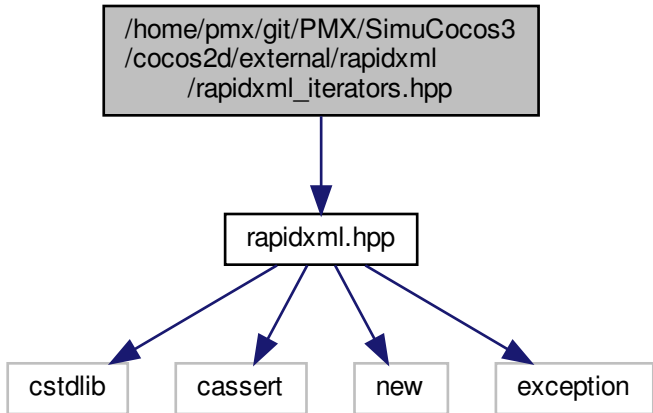 /home/pmx/git/PMX/SimuCocos3
/cocos2d/external/rapidxml
/rapidxml_iterators.hpp
rapidxml.hpp
cstdlib
cassert
new
exception